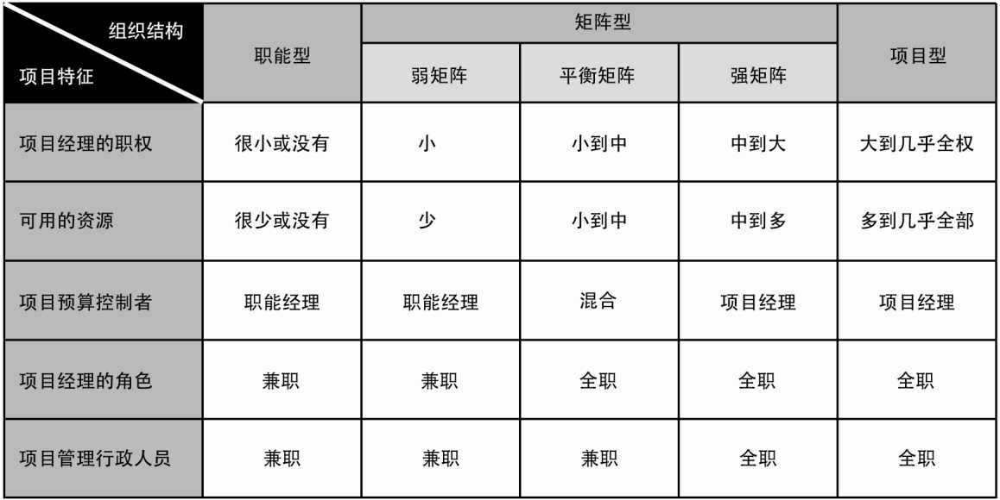 组织结构
项目特征
职能型
矩阵型
项目型
弱矩阵
平衡矩阵
强矩阵
项目经理的职权
很小或没有
小
小到中
中到大
大到几乎全权
可用的资源
很少或没有
少
小到中
中到多
多到几乎全部
项目预算控制者
职能经理
职能经理
混合
项目经理
项目经理
项目经理的角色
兼职
兼职
全职
全职
全职
项目管理行政人员
兼职
兼职
兼职
全职
全职